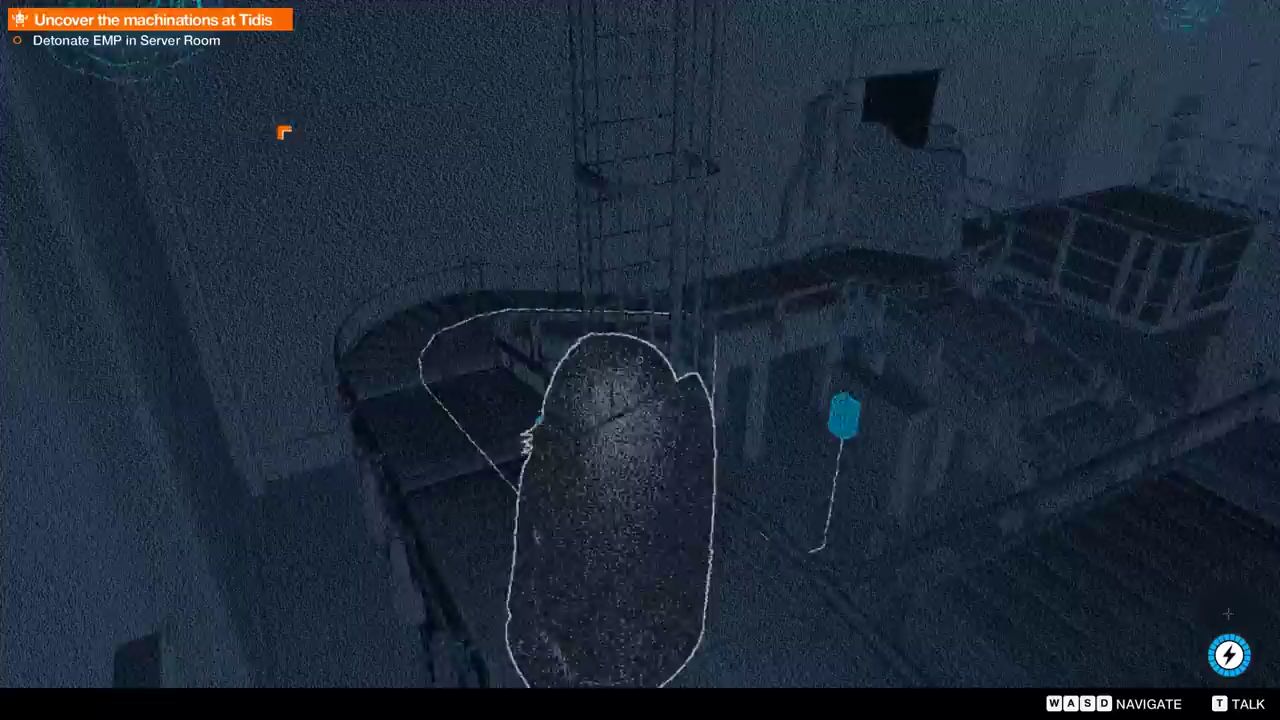 Uncover the machinations at Tidis
Detonate EMP in Server Room
W A S D NAVIGATE T TALK